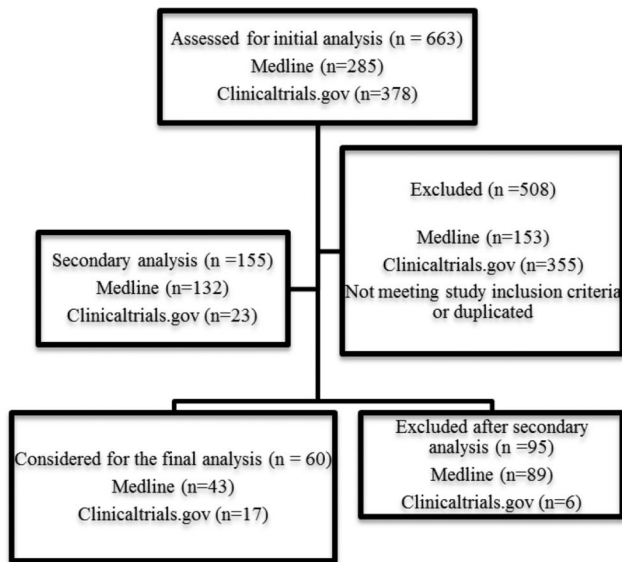 Assessed for initial analysis (n = 663)
Medline (n=285)
Clinicaltrials.gov (n=378)
Excluded (n =508)
Medline (n=153)
Clinicaltrials.gov (n=355)
Not meeting study inclusion criteria
or duplicated
Secondary analysis (n =155)
Medline (n=132)
Clinicaltrials.gov (n=23)
Considered for the final analysis (n = 60)
Medline (n=43)
Clinicaltrials.gov (n=17)
Excluded after secondary
analysis (n =95)
Medline (n=89)
Clinicaltrials.gov (n=6)